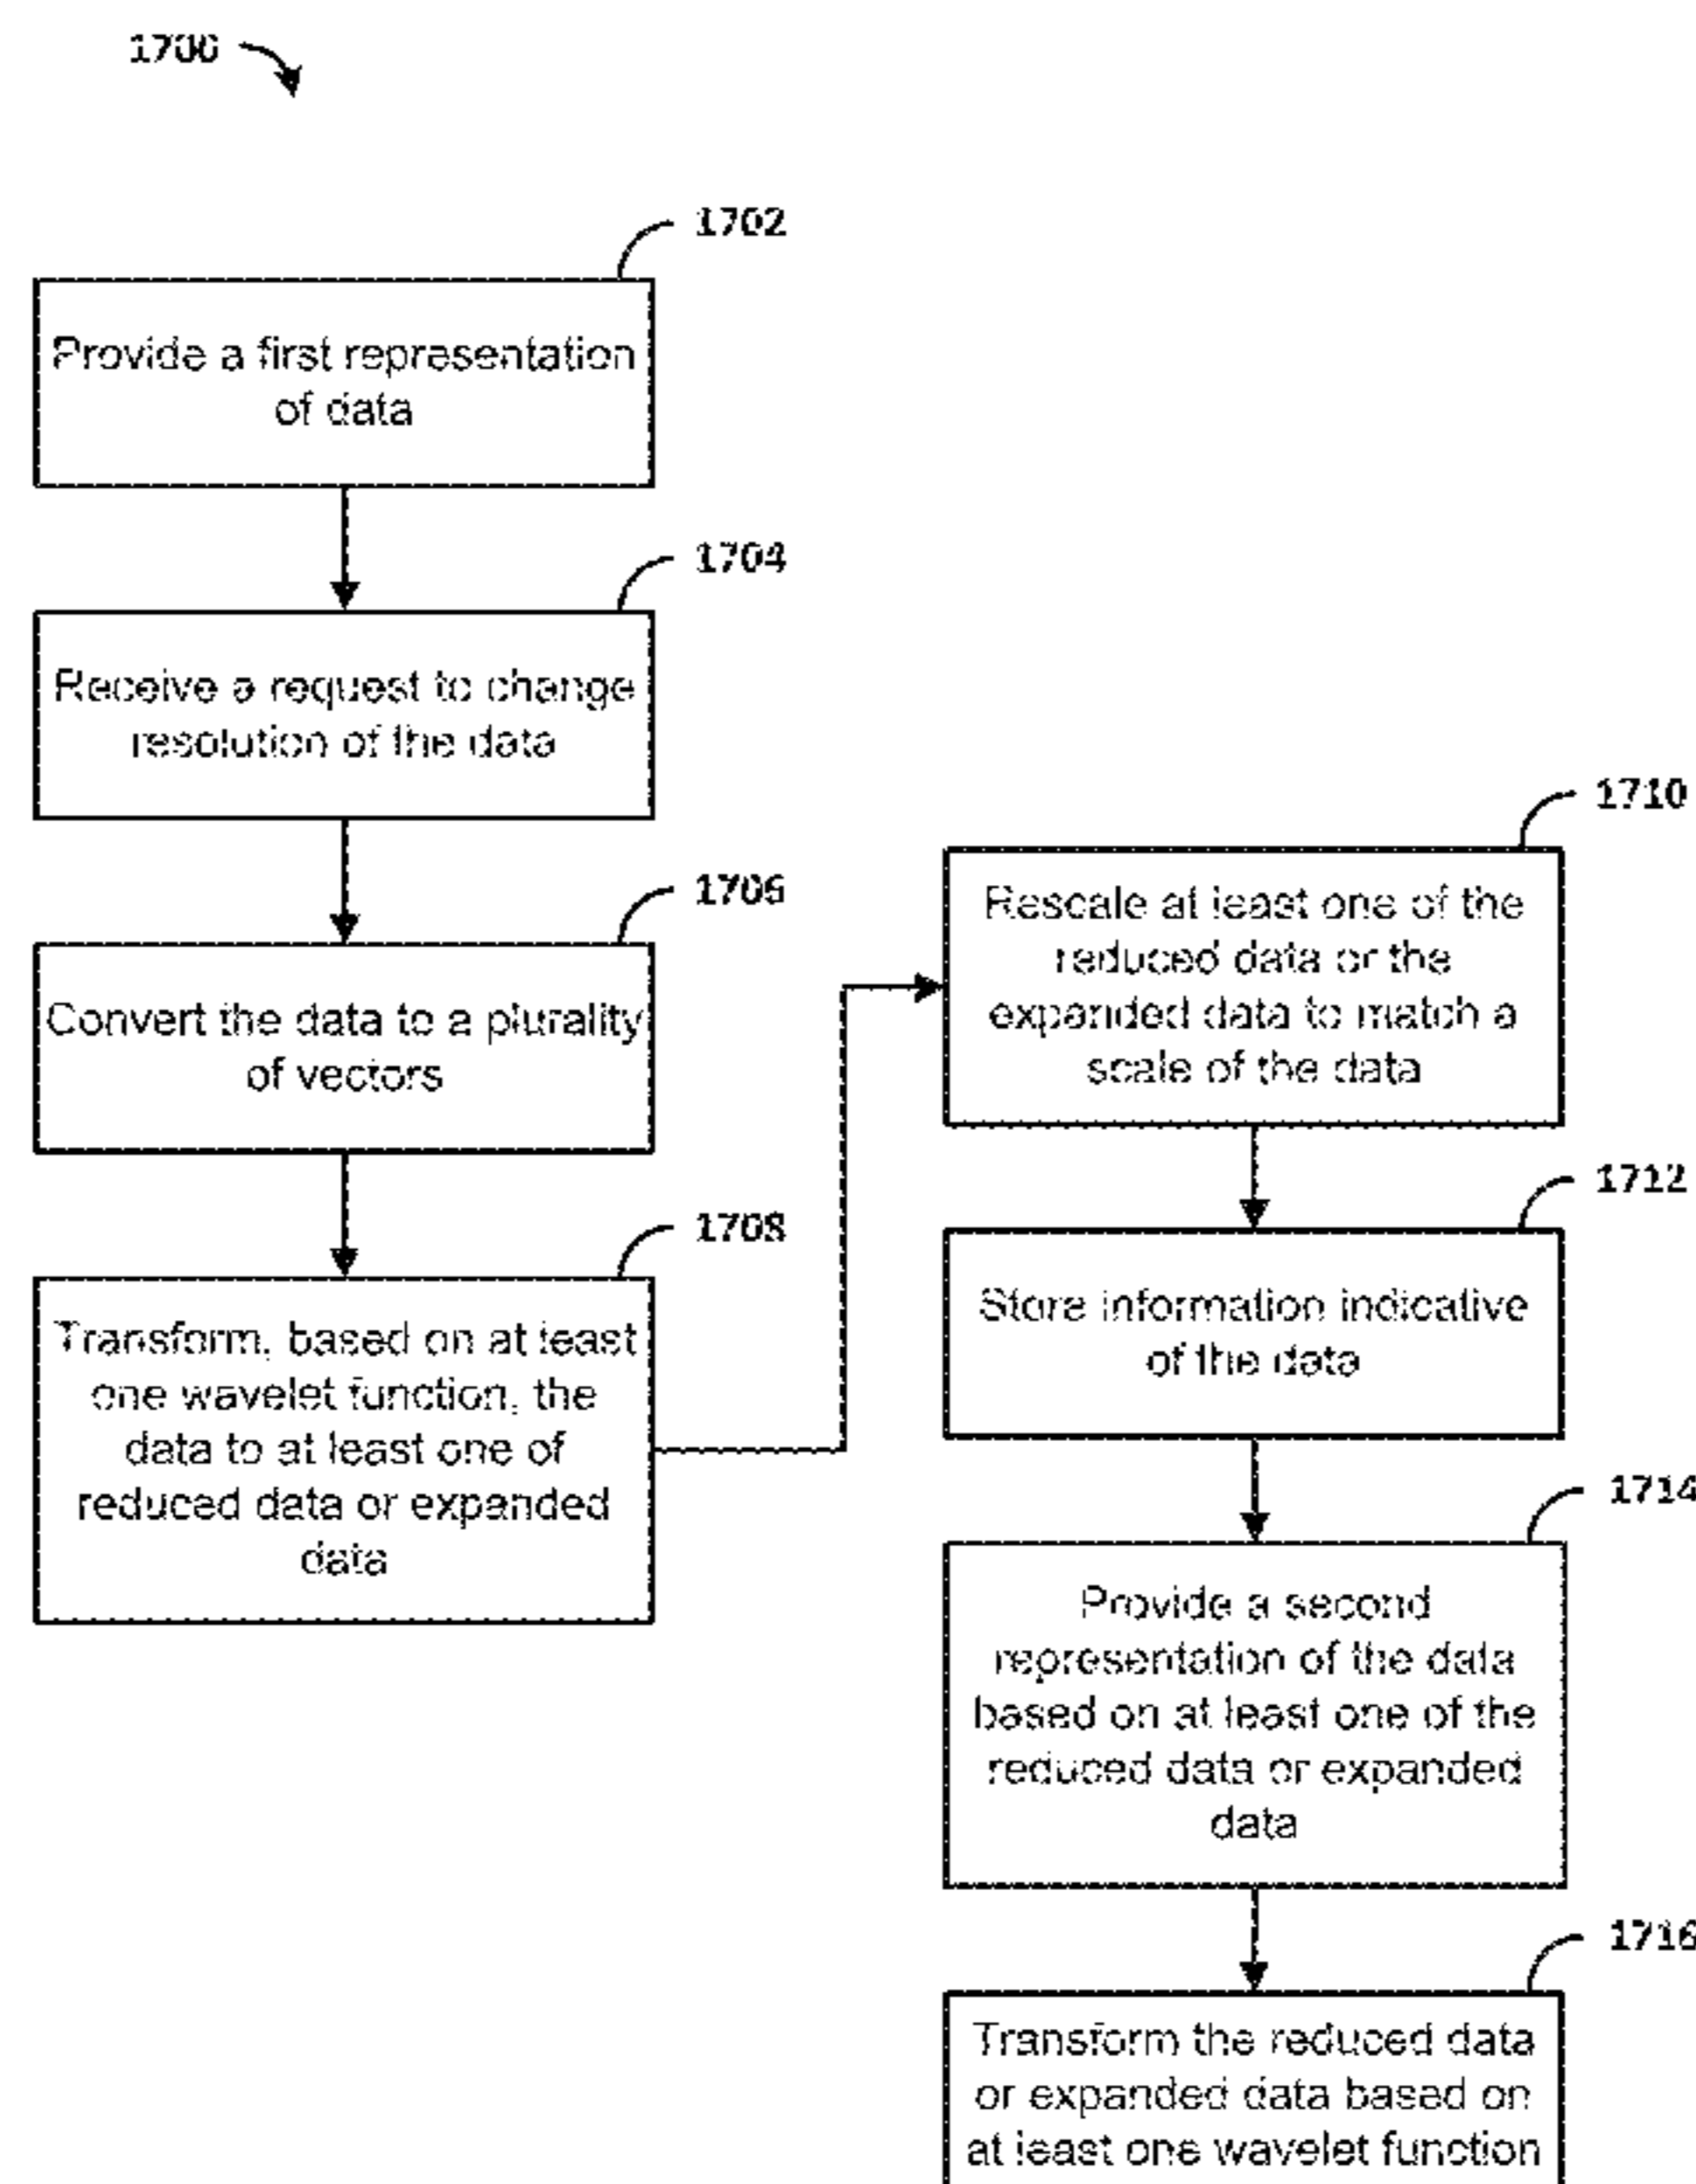 1700
1702
Provide a first representation
of data
1704
Receive a request to change
resolution of the data
1706
Convert the data to a plurality
of vectors
1708
Transform, based on at least
one wavelet function, the
data to at least one of
reduced data or expanded
data
1710
Rescale at least one of the
reduced data or the
expanded data to match a
scale of the data
1712
Store information indicative
of the data
1714
Provide a second
representation of the data
based on at least one of the
reduced data or expanded
data
1716
Transform the reduced data
or expanded data based on
at least one wavelet function